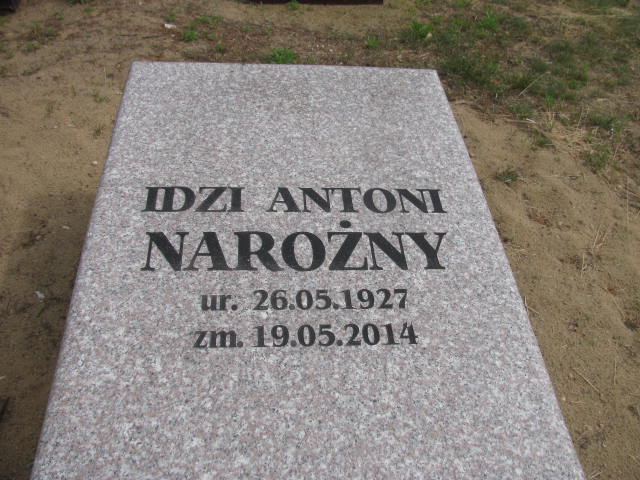 IDZI ANTONI
NAROŻNY
ur. 26.05.1927
zm. 19.05.2014